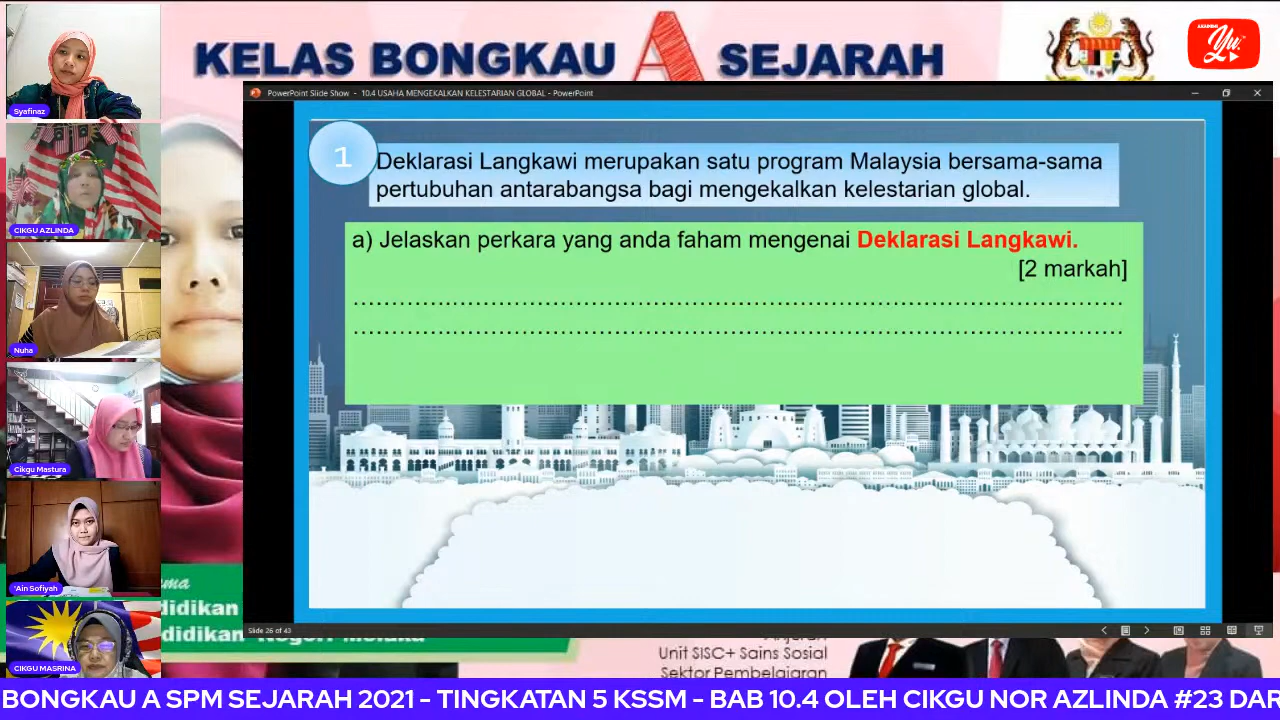 KELAS BONGKAU A SEJARAH
AKADEMI
YU
Syafinaz
CIKGU AZLINDA
Nuha
Cikgu Mastura
'Ain Sofiyah
CIKGU MASRINA
PowerPoint Slide Show - 10.4 USAHA MENGEKALKAN KELESTARIAN GLOBAL - PowerPoint
1
Deklarasi Langkawi merupakan satu program Malaysia bersama-sama
pertubuhan antarabangsa bagi mengekalkan kelestarian global.
a) Jelaskan perkara yang anda faham mengenai Deklarasi Langkawi.
[2 markah]
Slide 26 of 43
Unit SISC+ Sains Sosial
Sektor Pembelajaran
BONGKAU A SPM SEJARAH 2021 - TINGKATAN 5 KSSM - BAB 10.4 OLEH CIKGU NOR AZLINDA #23 DAR